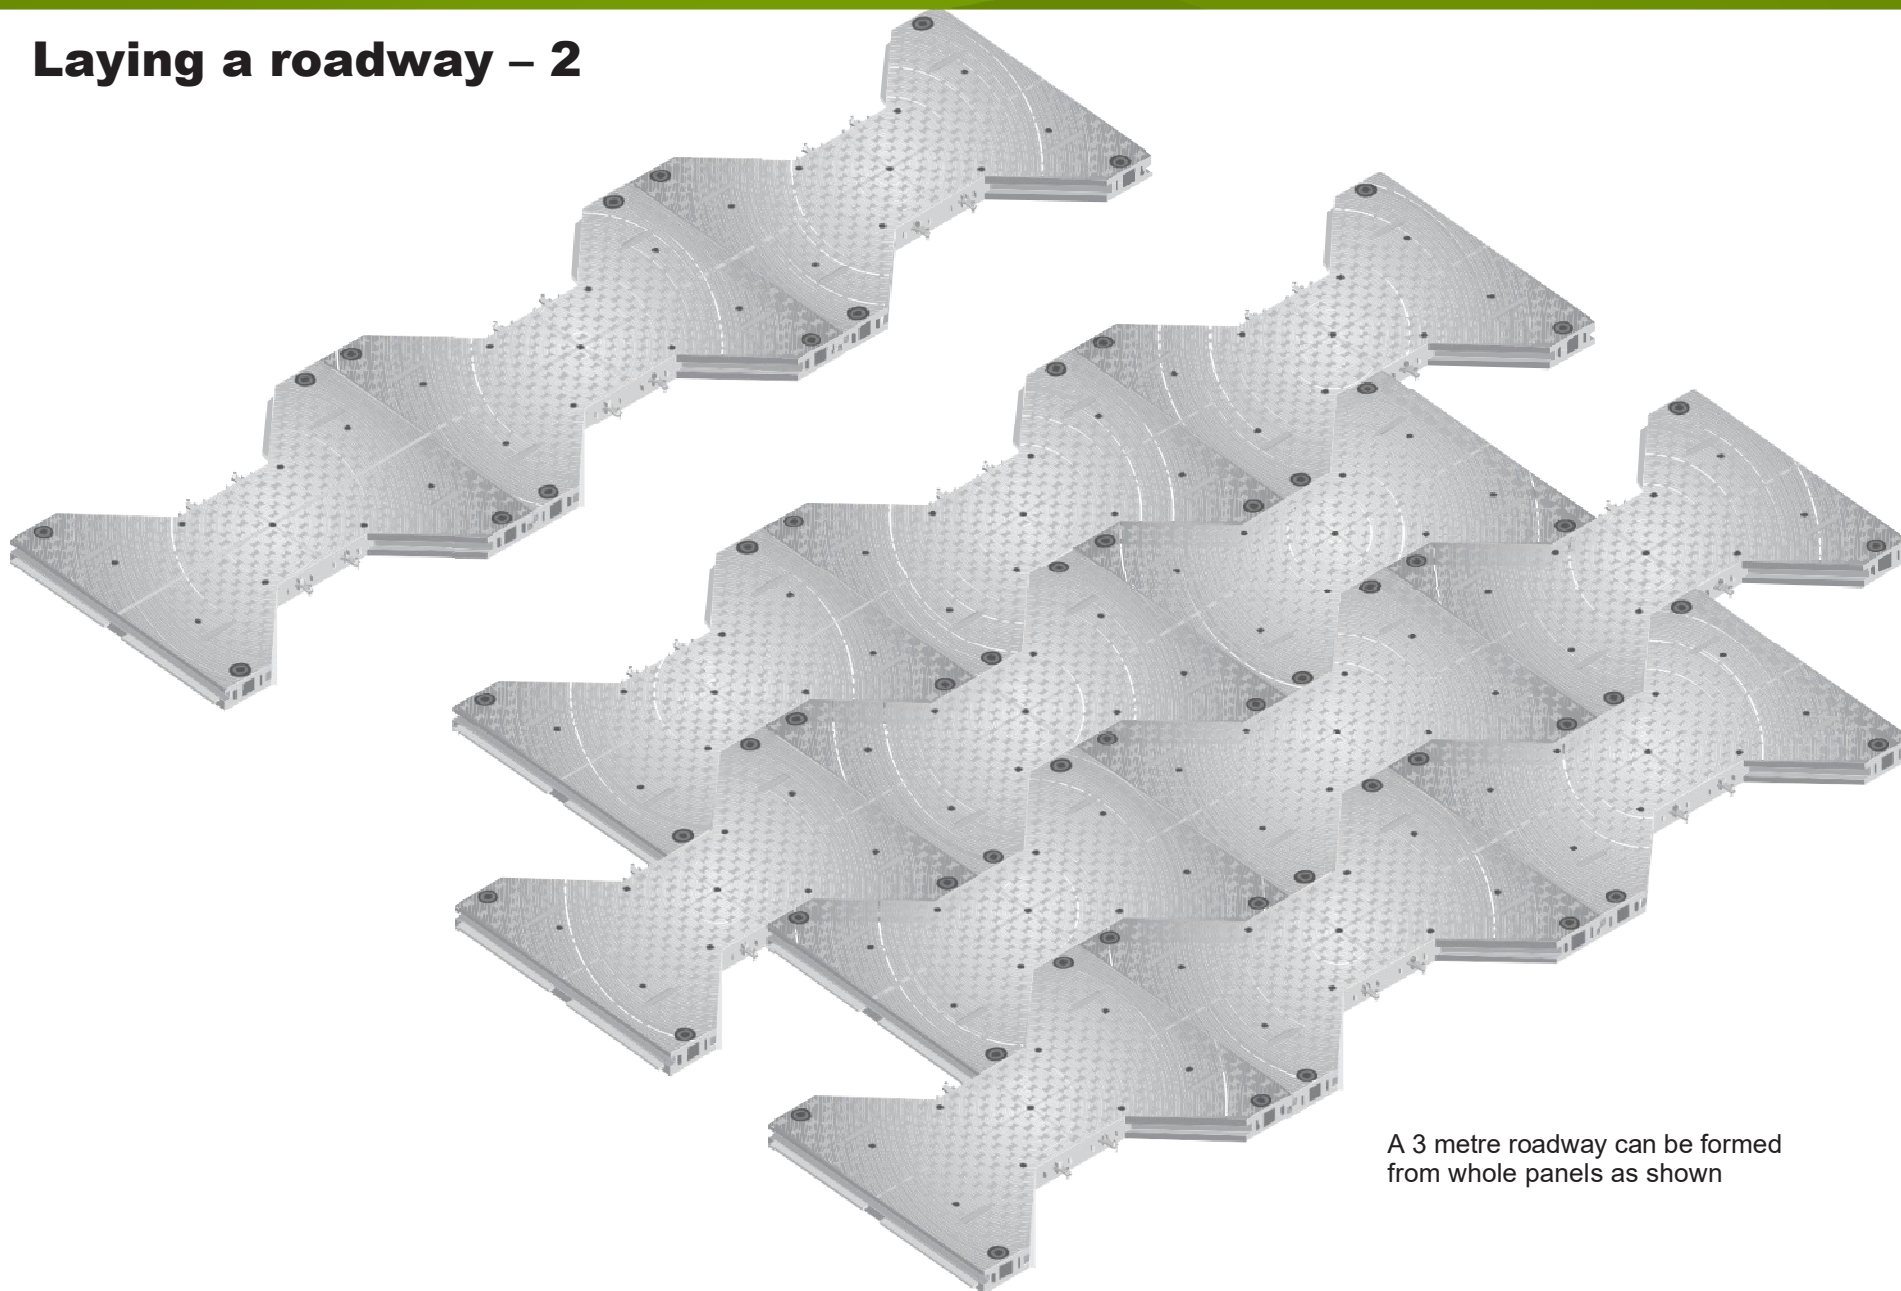 Laying a roadway – 2
A 3 metre roadway can be formed
from whole panels as shown